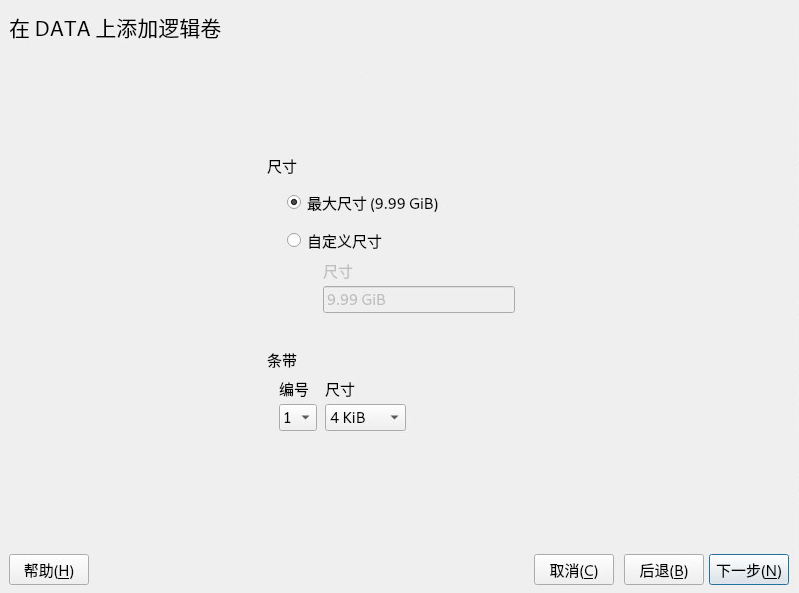 在 DATA 上添加逻辑卷
尺寸
最大尺寸 (9.99 GiB)
自定义尺寸
尺寸
9.99 GiB
条带
编号 尺寸
1 4 KiB
帮助(H) 取消(C) 后退(B) 下一步(N)